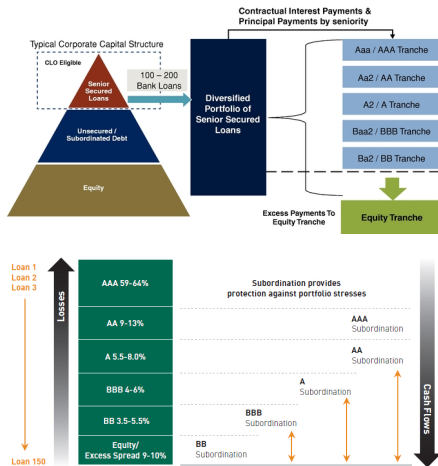 Contractual Interest Payments &
Principal Payments by seniority
Typical Corporate Capital Structure
CLO Eligible
Senior
Secured
Loans
100 – 200
Bank Loans
Unsecured /
Subordinated Debt
Equity
Diversified
Portfolio of
Senior Secured
Loans
Aaa / AAA Tranche
Aa2 / AA Tranche
A2 / A Tranche
Baa2 / BBB Tranche
Ba2 / BB Tranche
Excess Payments To
Equity Tranche
Equity Tranche
Loan 1
Loan 2
Loan 3
Loan 150
Losses
AAA 59-64%
AA 9-13%
A 5.5-8.0%
BBB 4-6%
BB 3.5-5.5%
Equity/
Excess Spread 9-10%
Subordination provides
protection against portfolio stresses
AAA
Subordination
AA
Subordination
A
Subordination
BBB
Subordination
BB
Subordination
Cash Flows